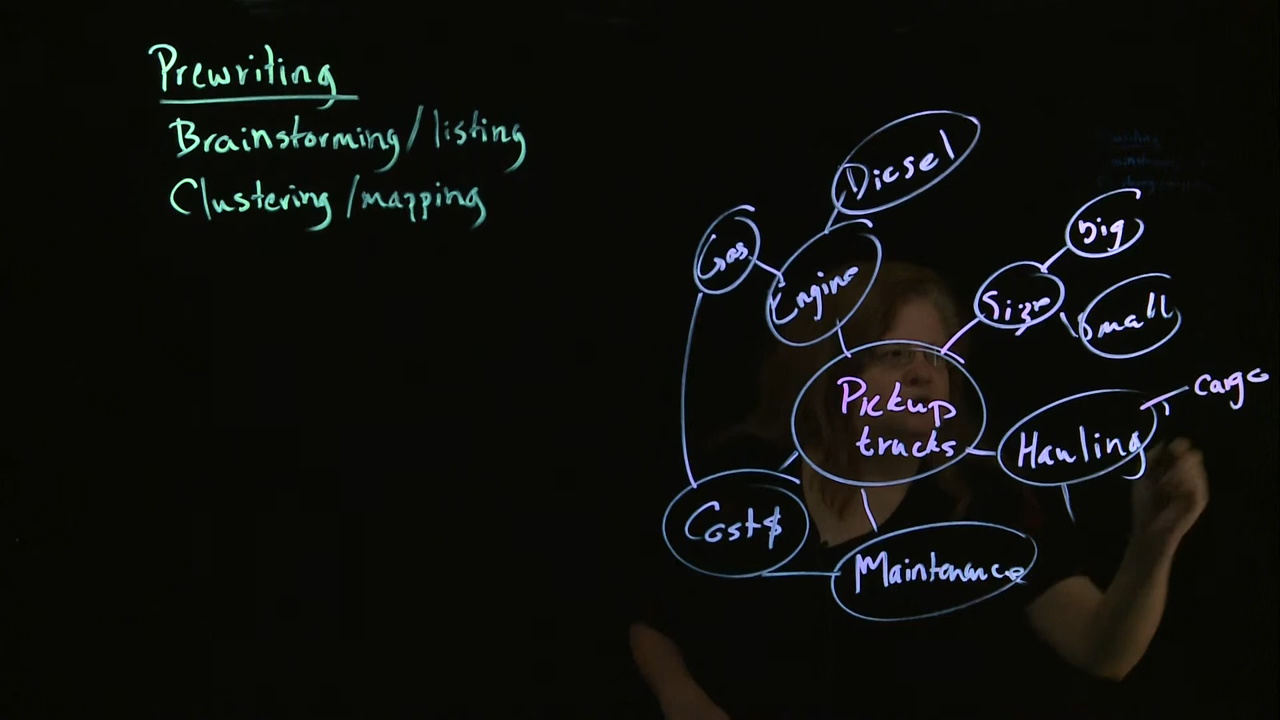 Prewriting
Brainstorming/listing
Clustering/mapping
Diesel
Gas
Engine
Size
Big
Small
Pickup
trucks
Hauling
Cargo
Cost$
Maintenance